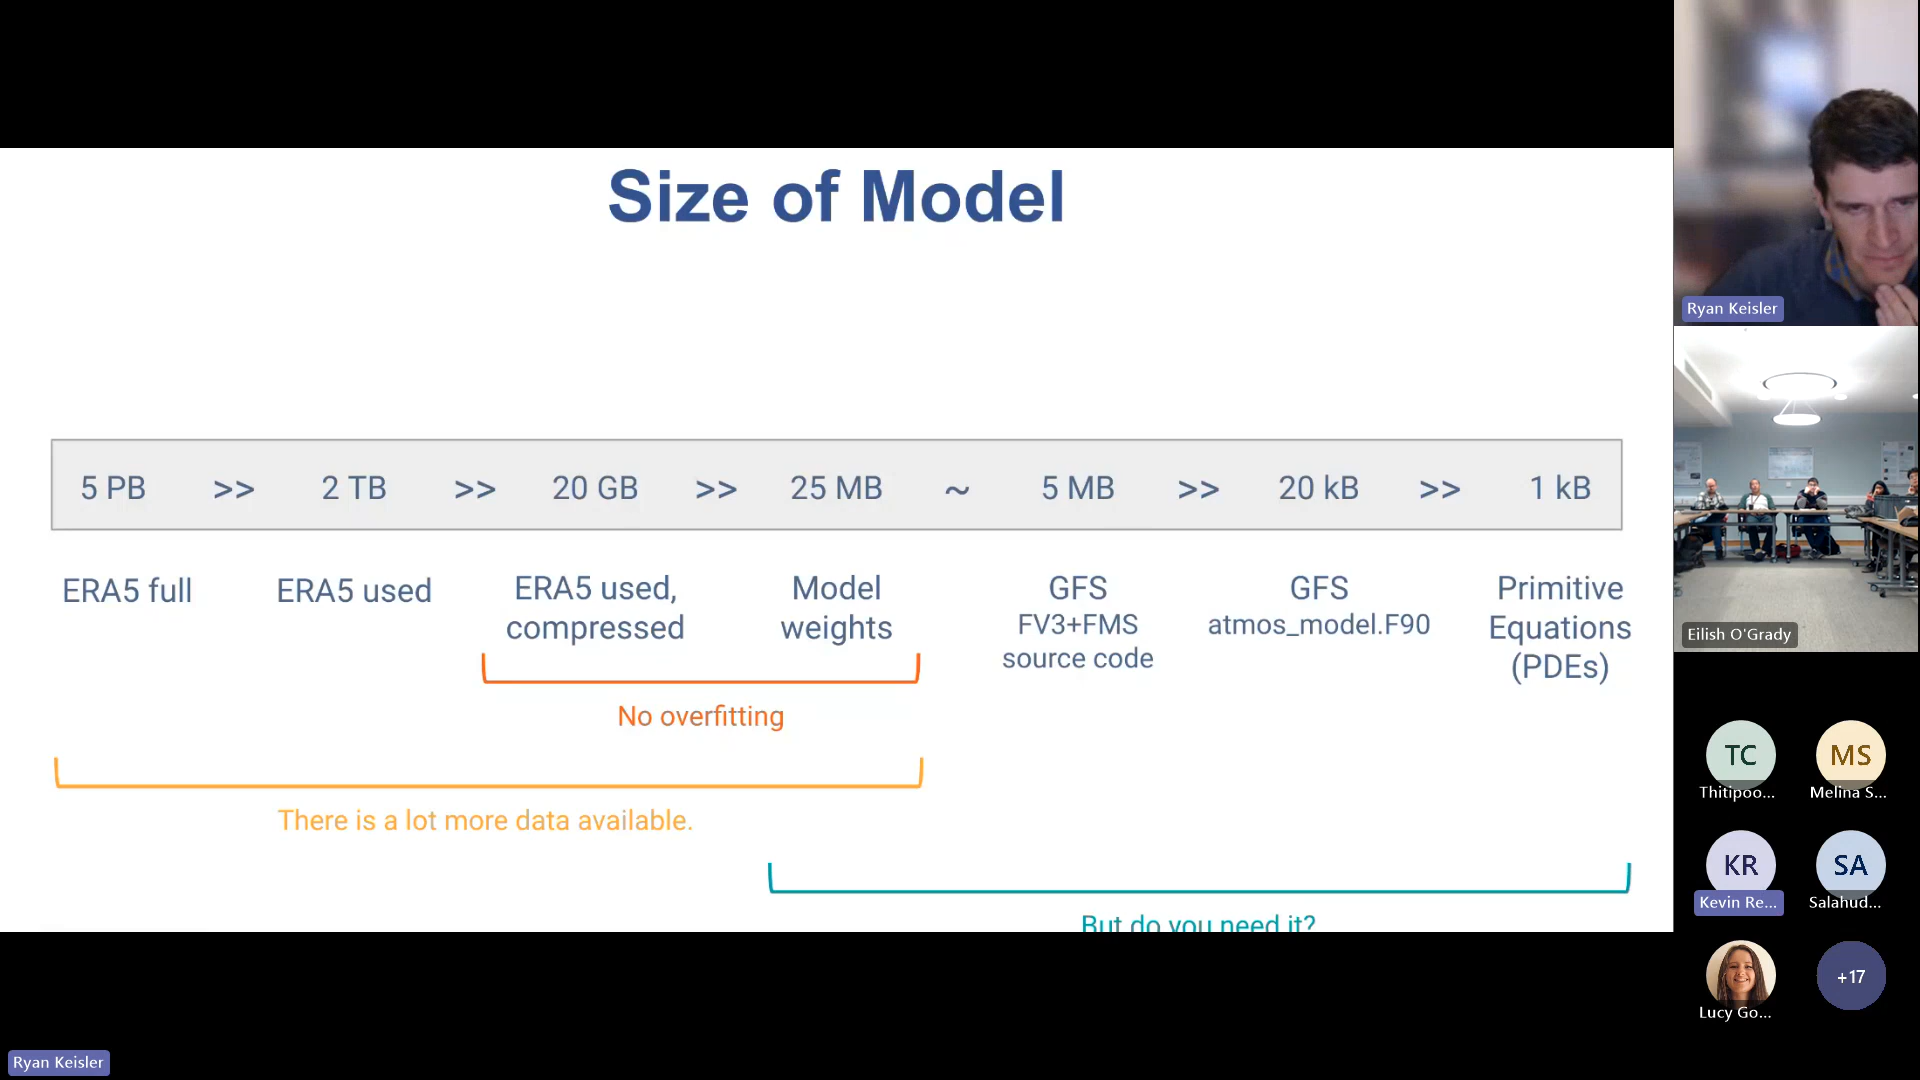 Size of Model
5 PB >> 2 TB >> 20 GB >> 25 MB ~ 5 MB >> 20 kB >> 1 kB
ERA5 full
ERA5 used
ERA5 used,
compressed
Model
weights
GFS
FV3+FMS
source code
GFS
atmos_model.F90
Primitive
Equations
(PDEs)
No overfitting
There is a lot more data available.
But do you need it?
Ryan Keisler
Eilish O'Grady
TC
Thitipoo...
MS
Melina S...
KR
Kevin Re...
SA
Salahud...
Lucy Go...
+17
Ryan Keisler